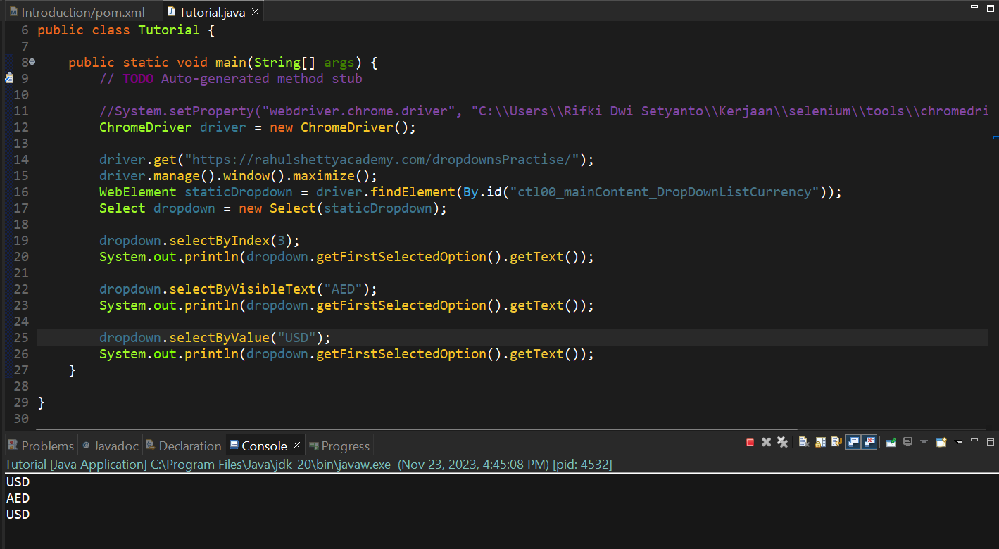 Introduction/pom.xml
Tutorial.java
6 public class Tutorial {
7
8 public static void main(String[] args) {
9 // TODO Auto-generated method stub
10
11 //System.setProperty("webdriver.chrome.driver", "C:\\Users\\Rifki Dwi Setyanto\\Kerjaan\\selenium\\tools\\chromedri
12 ChromeDriver driver = new ChromeDriver();
13
14 driver.get("https://rahulshettyacademy.com/dropdownsPractise/");
15 driver.manage().window().maximize();
16 WebElement staticDropdown = driver.findElement(By.id("ctl00_mainContent_DropDownListCurrency"));
17 Select dropdown = new Select(staticDropdown);
18
19 dropdown.selectByIndex(3);
20 System.out.println(dropdown.getFirstSelectedOption().getText());
21
22 dropdown.selectByVisibleText("AED");
23 System.out.println(dropdown.getFirstSelectedOption().getText());
24
25 dropdown.selectByValue("USD");
26 System.out.println(dropdown.getFirstSelectedOption().getText());
27 }
28
29 }
30
Problems Javadoc Declaration Console Progress
Tutorial [Java Application] C:\Program Files\Java\jdk-20\bin\javaw.exe (Nov 23, 2023, 4:45:08 PM) [pid: 4532]
USD
AED
USD